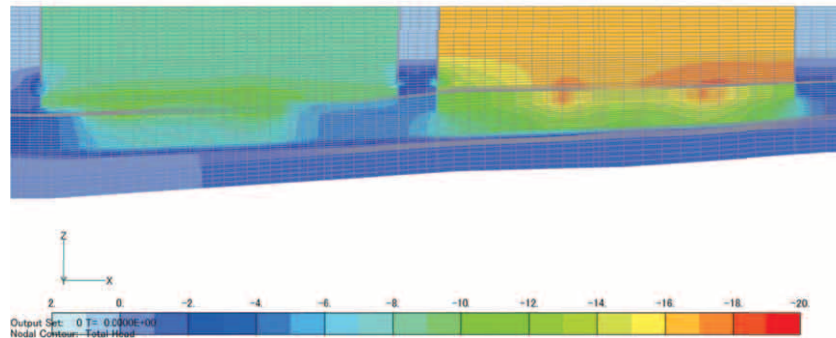 Z
Y X
2. 0. -2. -4. -6. -8. -10. -12. -14. -16. -18. -20.
Output Set: 0 T= 0.0000E+00
Nodal Contour: Total Head